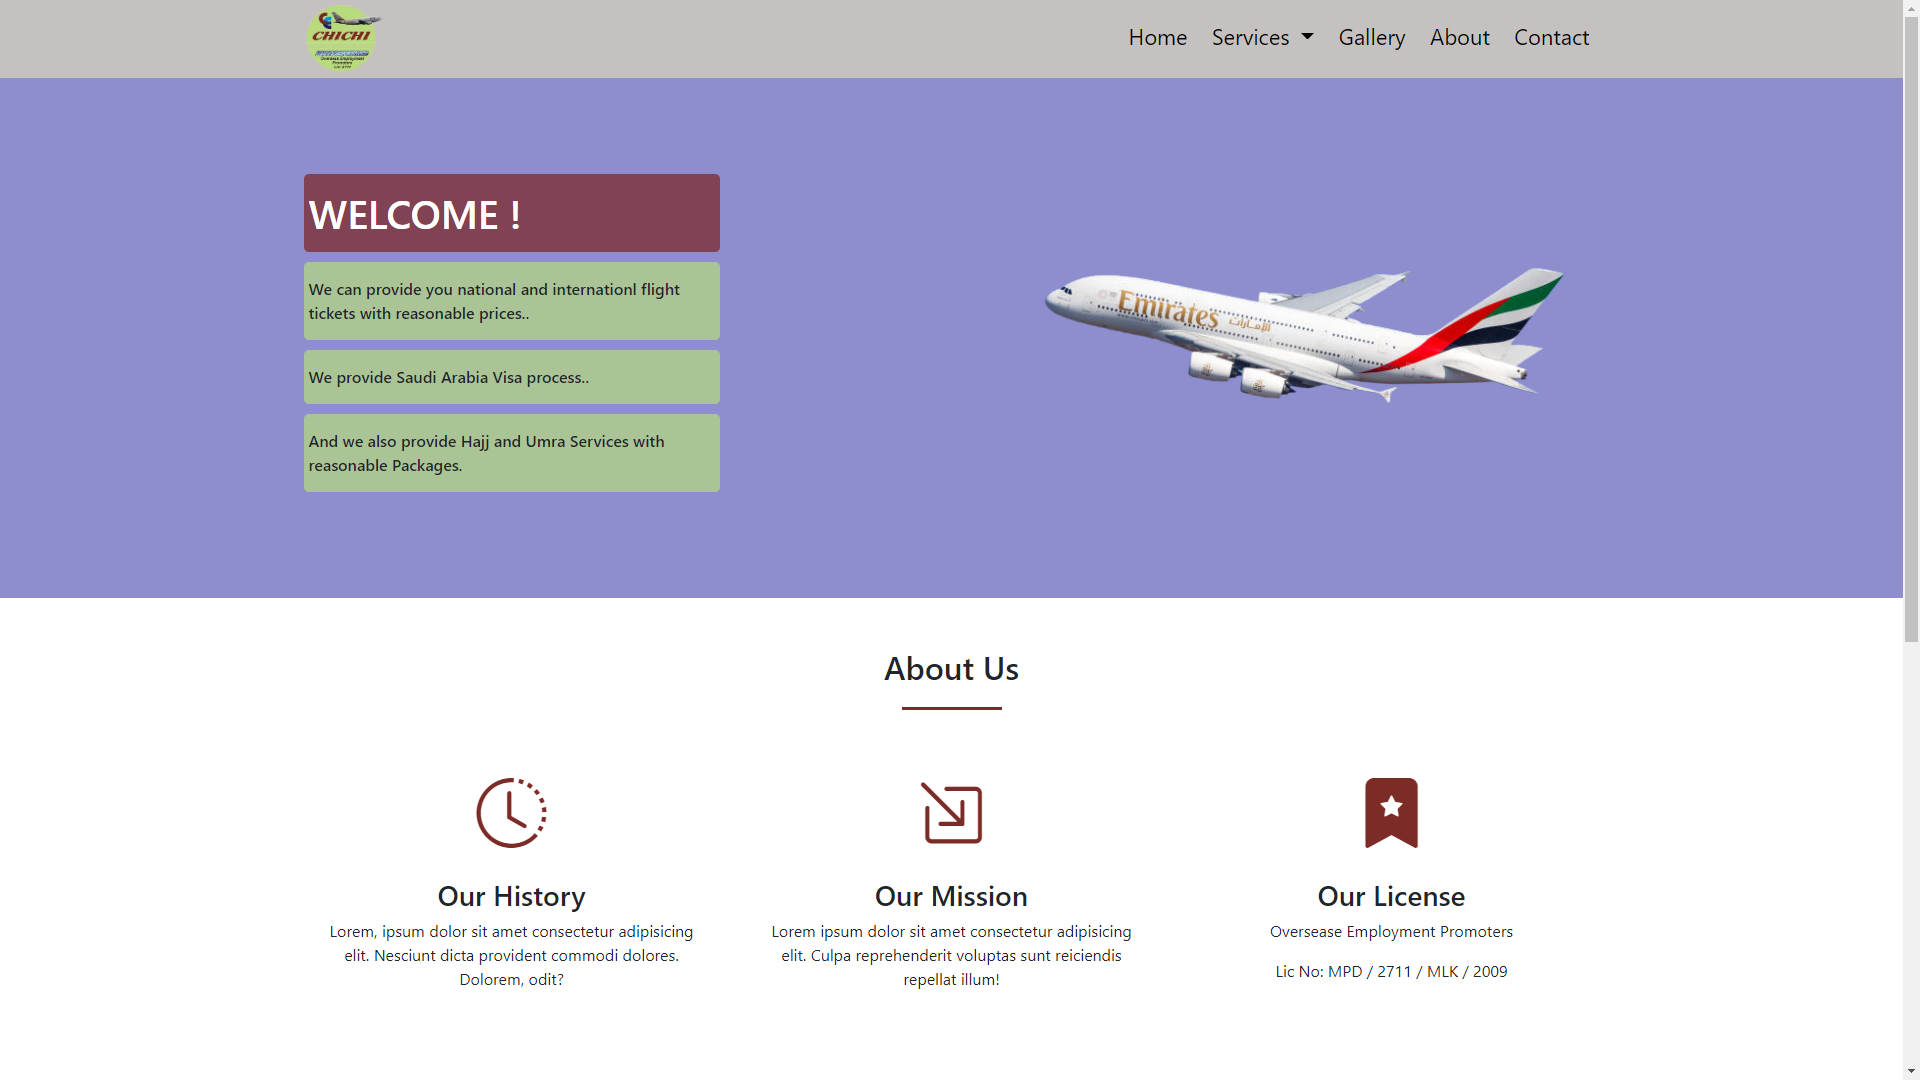 CHICHI
Overseas Employment
Promoters
Home
Services
Gallery
About
Contact
WELCOME !
We can provide you national and internationl flight
tickets with reasonable prices..
We provide Saudi Arabia Visa process..
And we also provide Hajj and Umra Services with
reasonable Packages.
Emirates
الإمارات
About Us
Our History
Lorem, ipsum dolor sit amet consectetur adipisicing
elit. Nesciunt dicta provident commodi dolores.
Dolorem, odit?
Our Mission
Lorem ipsum dolor sit amet consectetur adipisicing
elit. Culpa reprehenderit voluptas sunt reiciendis
repellat illum!
Our License
Oversease Employment Promoters
Lic No: MPD / 2711 / MLK / 2009